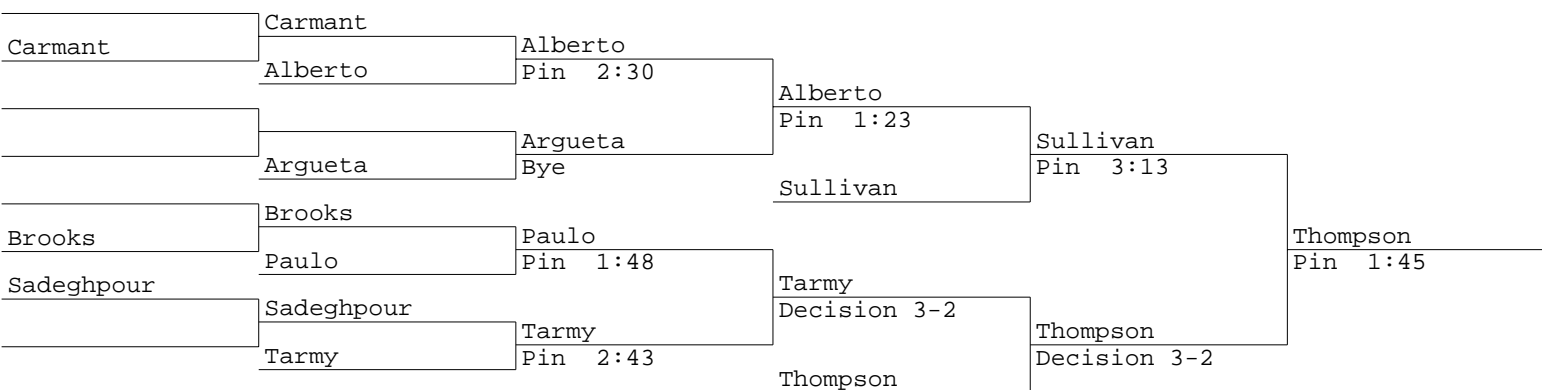 Carmant
Carmant Alberto
Alberto Pin 2:30
Alberto
Pin 1:23
Argueta Sullivan
Argueta Bye Pin 3:13
Sullivan
Brooks
Brooks Paulo Thompson
Paulo Pin 1:48 Pin 1:45
Sadeghpour Tarmy
Sadeghpour Decision 3-2
Tarmy Thompson
Tarmy Pin 2:43 Decision 3-2
Thompson